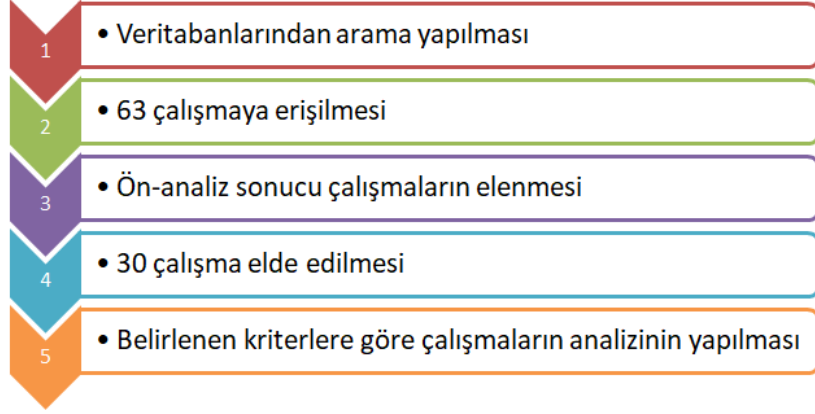 1
• Veritabanlarından arama yapılması
2
• 63 çalışmaya erişilmesi
3
• Ön-analiz sonucu çalışmaların elenmesi
4
• 30 çalışma elde edilmesi
5
• Belirlenen kriterlere göre çalışmaların analizinin yapılması